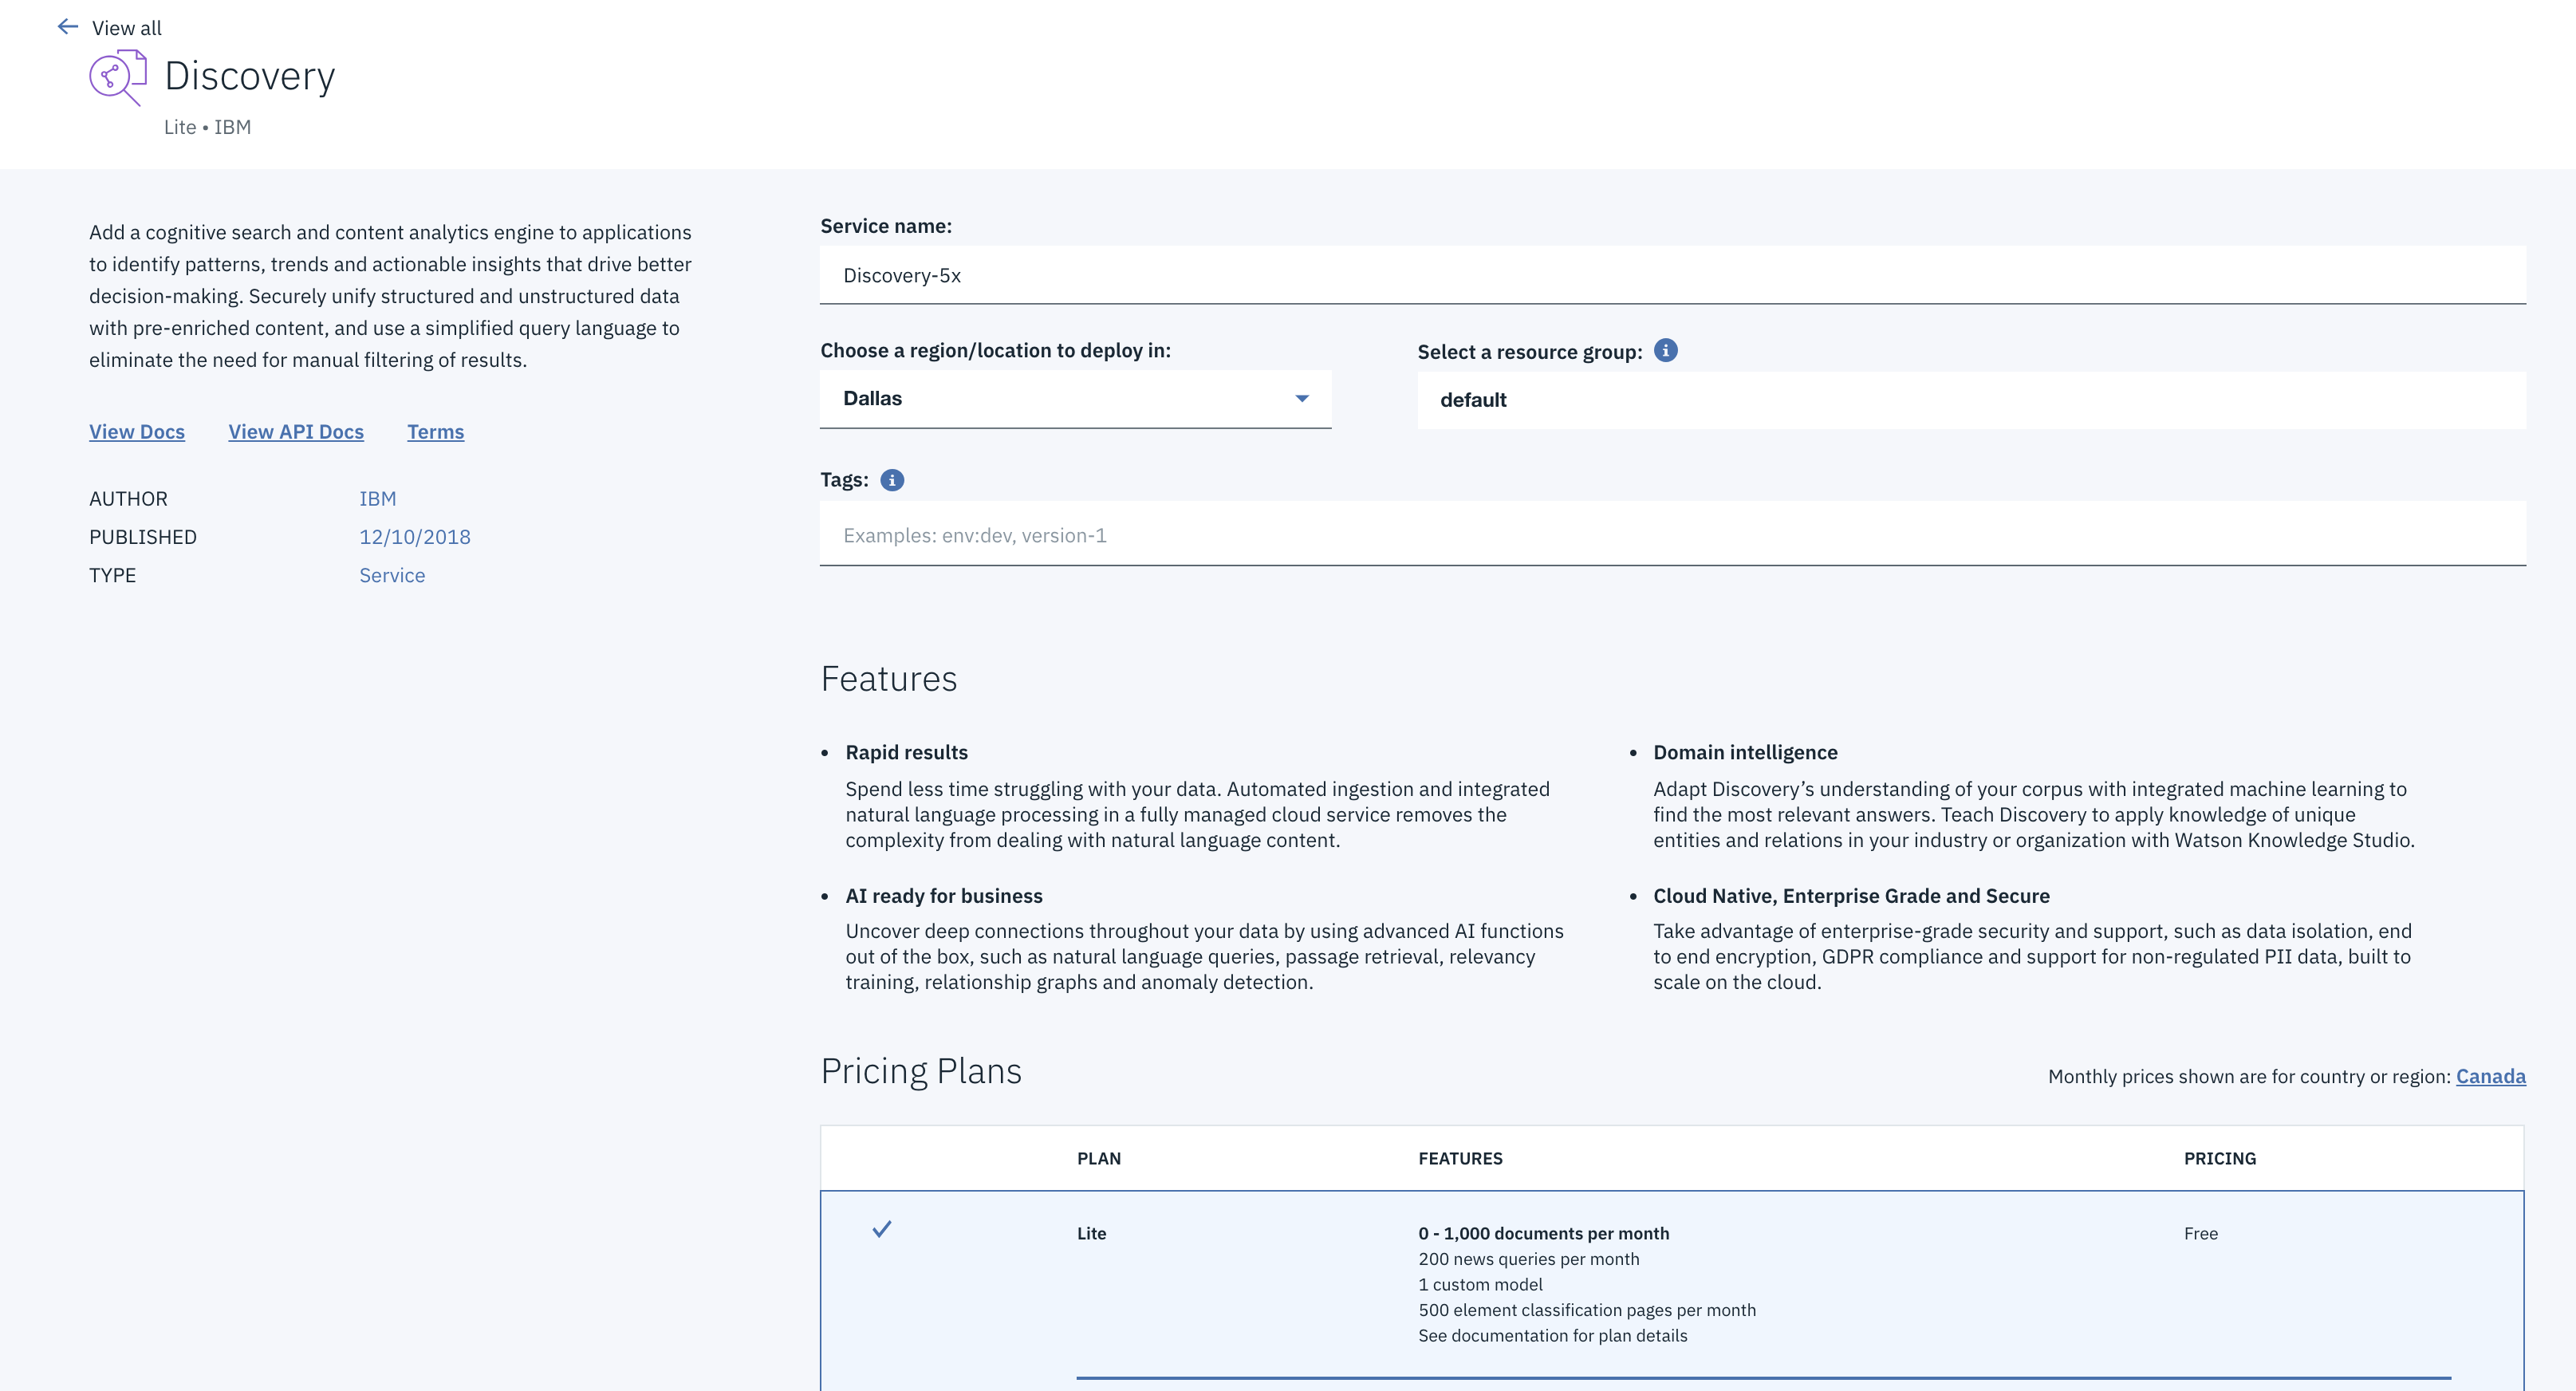 View all
Discovery
Lite • IBM
Add a cognitive search and content analytics engine to applications
to identify patterns, trends and actionable insights that drive better
decision-making. Securely unify structured and unstructured data
with pre-enriched content, and use a simplified query language to
eliminate the need for manual filtering of results.
View Docs View API Docs Terms
AUTHOR IBM
PUBLISHED 12/10/2018
TYPE Service
Service name:
Discovery-5x
Choose a region/location to deploy in:
Dallas
Select a resource group:
default
Tags:
Examples: env:dev, version-1
Features
• Rapid results
Spend less time struggling with your data. Automated ingestion and integrated
natural language processing in a fully managed cloud service removes the
complexity from dealing with natural language content.
• Domain intelligence
Adapt Discovery’s understanding of your corpus with integrated machine learning to
find the most relevant answers. Teach Discovery to apply knowledge of unique
entities and relations in your industry or organization with Watson Knowledge Studio.
• AI ready for business
Uncover deep connections throughout your data by using advanced AI functions
out of the box, such as natural language queries, passage retrieval, relevancy
training, relationship graphs and anomaly detection.
• Cloud Native, Enterprise Grade and Secure
Take advantage of enterprise-grade security and support, such as data isolation, end
to end encryption, GDPR compliance and support for non-regulated PII data, built to
scale on the cloud.
Pricing Plans
Monthly prices shown are for country or region: Canada
PLAN FEATURES PRICING
Lite 0 - 1,000 documents per month Free
200 news queries per month
1 custom model
500 element classification pages per month
See documentation for plan details